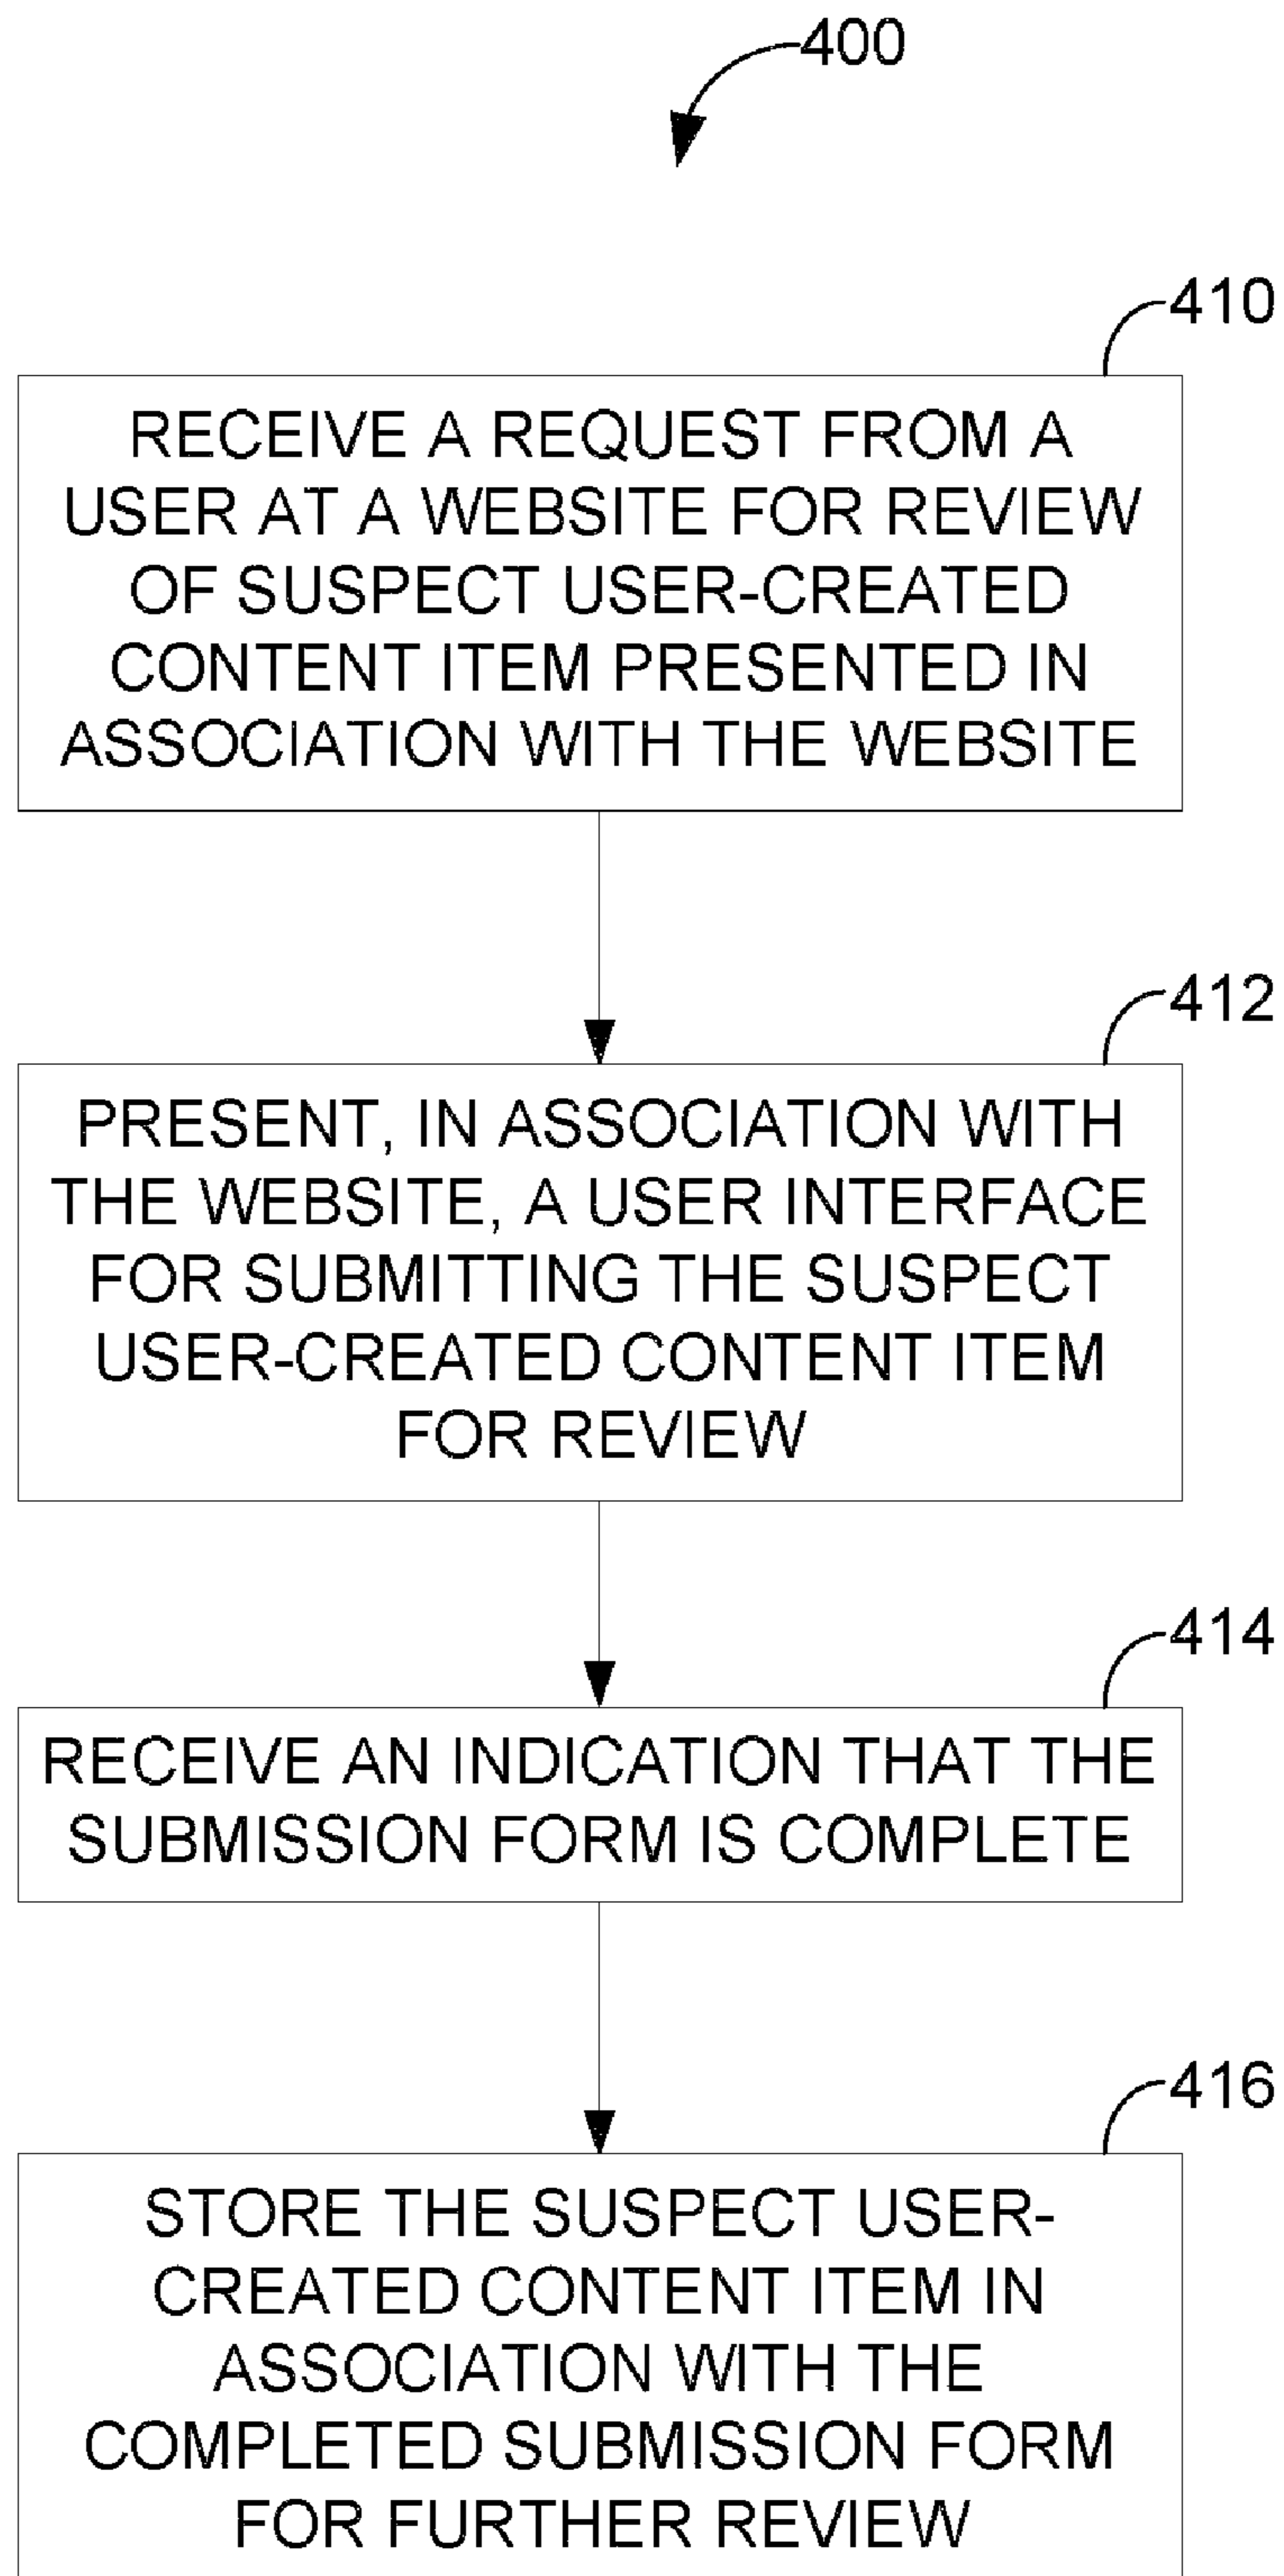 400
410
RECEIVE A REQUEST FROM A
USER AT A WEBSITE FOR REVIEW
OF SUSPECT USER-CREATED
CONTENT ITEM PRESENTED IN
ASSOCIATION WITH THE WEBSITE
412
PRESENT, IN ASSOCIATION WITH
THE WEBSITE, A USER INTERFACE
FOR SUBMITTING THE SUSPECT
USER-CREATED CONTENT ITEM
FOR REVIEW
414
RECEIVE AN INDICATION THAT THE
SUBMISSION FORM IS COMPLETE
416
STORE THE SUSPECT USER-
CREATED CONTENT ITEM IN
ASSOCIATION WITH THE
COMPLETED SUBMISSION FORM
FOR FURTHER REVIEW